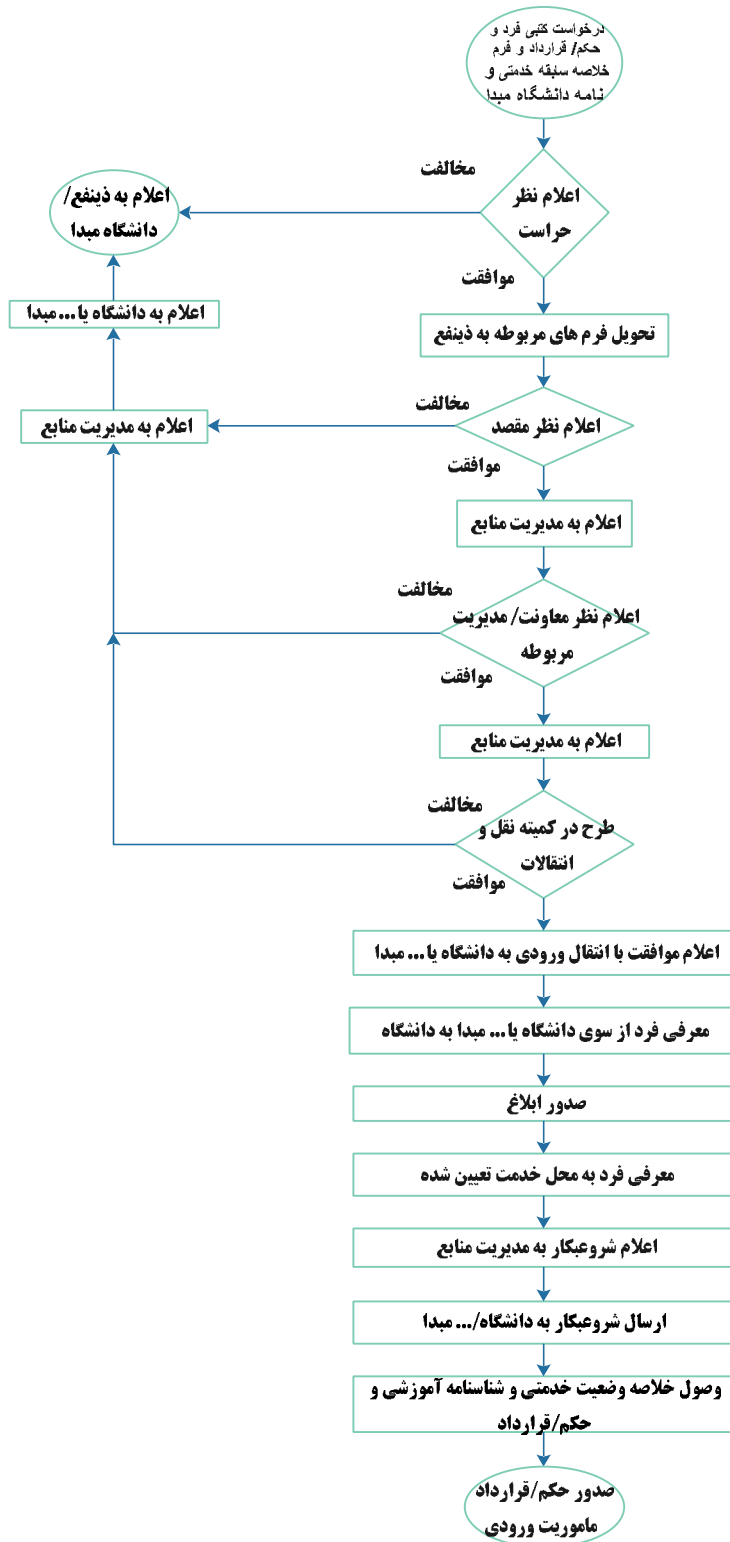 درخواست کتبی فرد و
حکم/ قرارداد و فرم
خلاصه سابقه خدمتی و
نامه دانشگاه مبدا
مخالفت
اعلام نظر
حراست
اعلام به ذینفع/
دانشگاه مبدا
موافقت
اعلام به دانشگاه یا... مبدا
تحویل فرم های مربوطه به ذینفع
مخالفت
اعلام نظر مقصد
اعلام به مدیریت منابع
موافقت
اعلام به مدیریت منابع
مخالفت
اعلام نظر معاونت/ مدیریت
مربوطه
موافقت
اعلام به مدیریت منابع
مخالفت
طرح در کمیته نقل و
انتقالات
موافقت
اعلام موافقت با انتقال ورودی به دانشگاه یا... مبدا
معرفی فرد از سوی دانشگاه یا... مبدا به دانشگاه
صدور ابلاغ
معرفی فرد به محل خدمت تعیین شده
اعلام شروعبکار به مدیریت منابع
ارسال شروعبکار به دانشگاه/... مبدا
وصول خلاصه وضعیت خدمتی و شناسنامه آموزشی و
حکم/قرارداد
صدور حکم/قرارداد
ماموریت ورودی